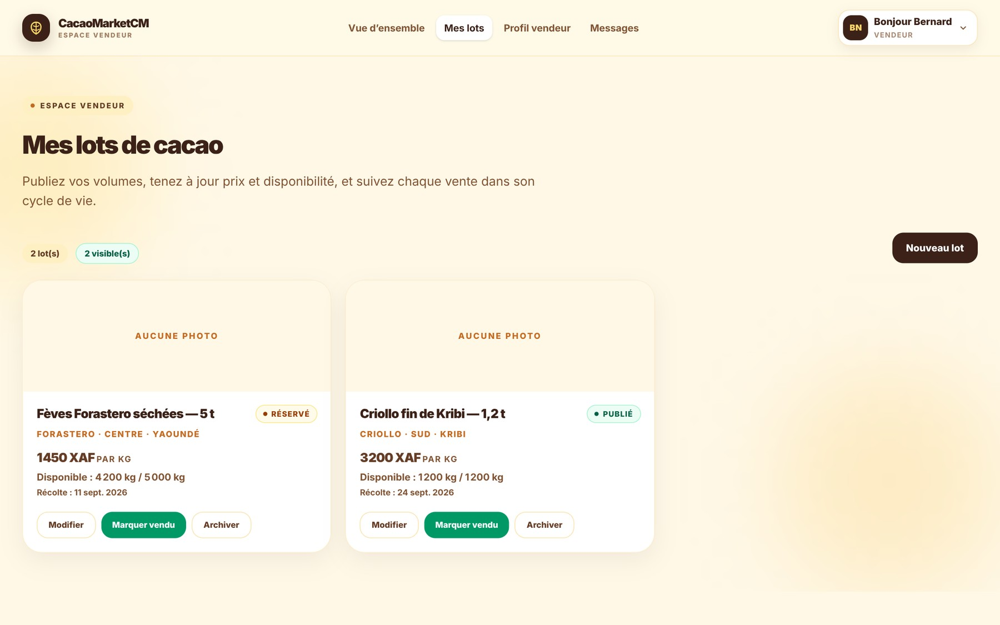 CacaoMarketCM
ESPACE VENDEUR
Vue d’ensemble
Mes lots
Profil vendeur
Messages
BN
Bonjour Bernard
VENDEUR
ESPACE VENDEUR
Mes lots de cacao
Publiez vos volumes, tenez à jour prix et disponibilité, et suivez chaque vente dans son
cycle de vie.
2 lot(s)
2 visible(s)
Nouveau lot
AUCUNE PHOTO
Fèves Forastero séchées — 5 t
RÉSERVÉ
FORASTERO · CENTRE · YAOUNDÉ
1450 XAF PAR KG
Disponible : 4 200 kg / 5 000 kg
Récolte : 11 sept. 2026
Modifier
Marquer vendu
Archiver
AUCUNE PHOTO
Criollo fin de Kribi — 1,2 t
PUBLIÉ
CRIOLLO · SUD · KRIBI
3200 XAF PAR KG
Disponible : 1 200 kg / 1 200 kg
Récolte : 24 sept. 2026
Modifier
Marquer vendu
Archiver